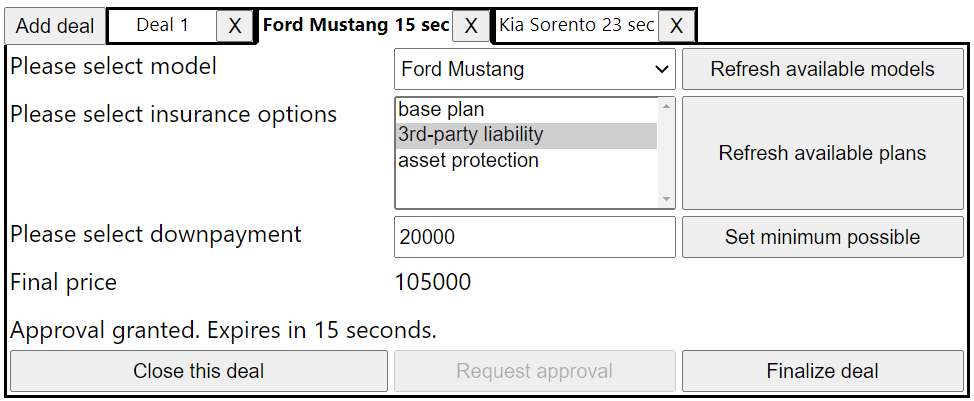 Add deal Deal 1 X Ford Mustang 15 sec X Kia Sorento 23 sec X
Please select model Ford Mustang Refresh available models
Please select insurance options base plan
3rd-party liability
asset protection
Refresh available plans
Please select downpayment 20000 Set minimum possible
Final price 105000
Approval granted. Expires in 15 seconds.
Close this deal Request approval Finalize deal